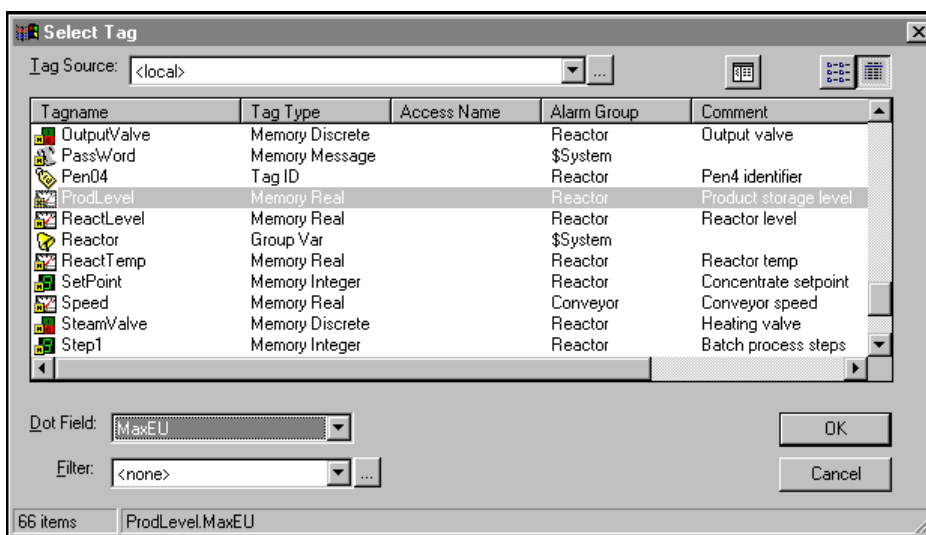 Select Tag
Tag Source: <local> ...
Tagname Tag Type Access Name Alarm Group Comment
OutputValve Memory Discrete Reactor Output valve
PassWord Memory Message $System
Pen04 Tag ID Reactor Pen4 identifier
ProdLevel Memory Real Reactor Product storage level
ReactLevel Memory Real Reactor Reactor level
Reactor Group Var $System
ReactTemp Memory Real Reactor Reactor temp
SetPoint Memory Integer Reactor Concentrate setpoint
Speed Memory Real Conveyor Conveyor speed
SteamValve Memory Discrete Reactor Heating valve
Step1 Memory Integer Reactor Batch process steps
Dot Field: MaxEU OK
Filter: <none> ... Cancel
66 items ProdLevel.MaxEU